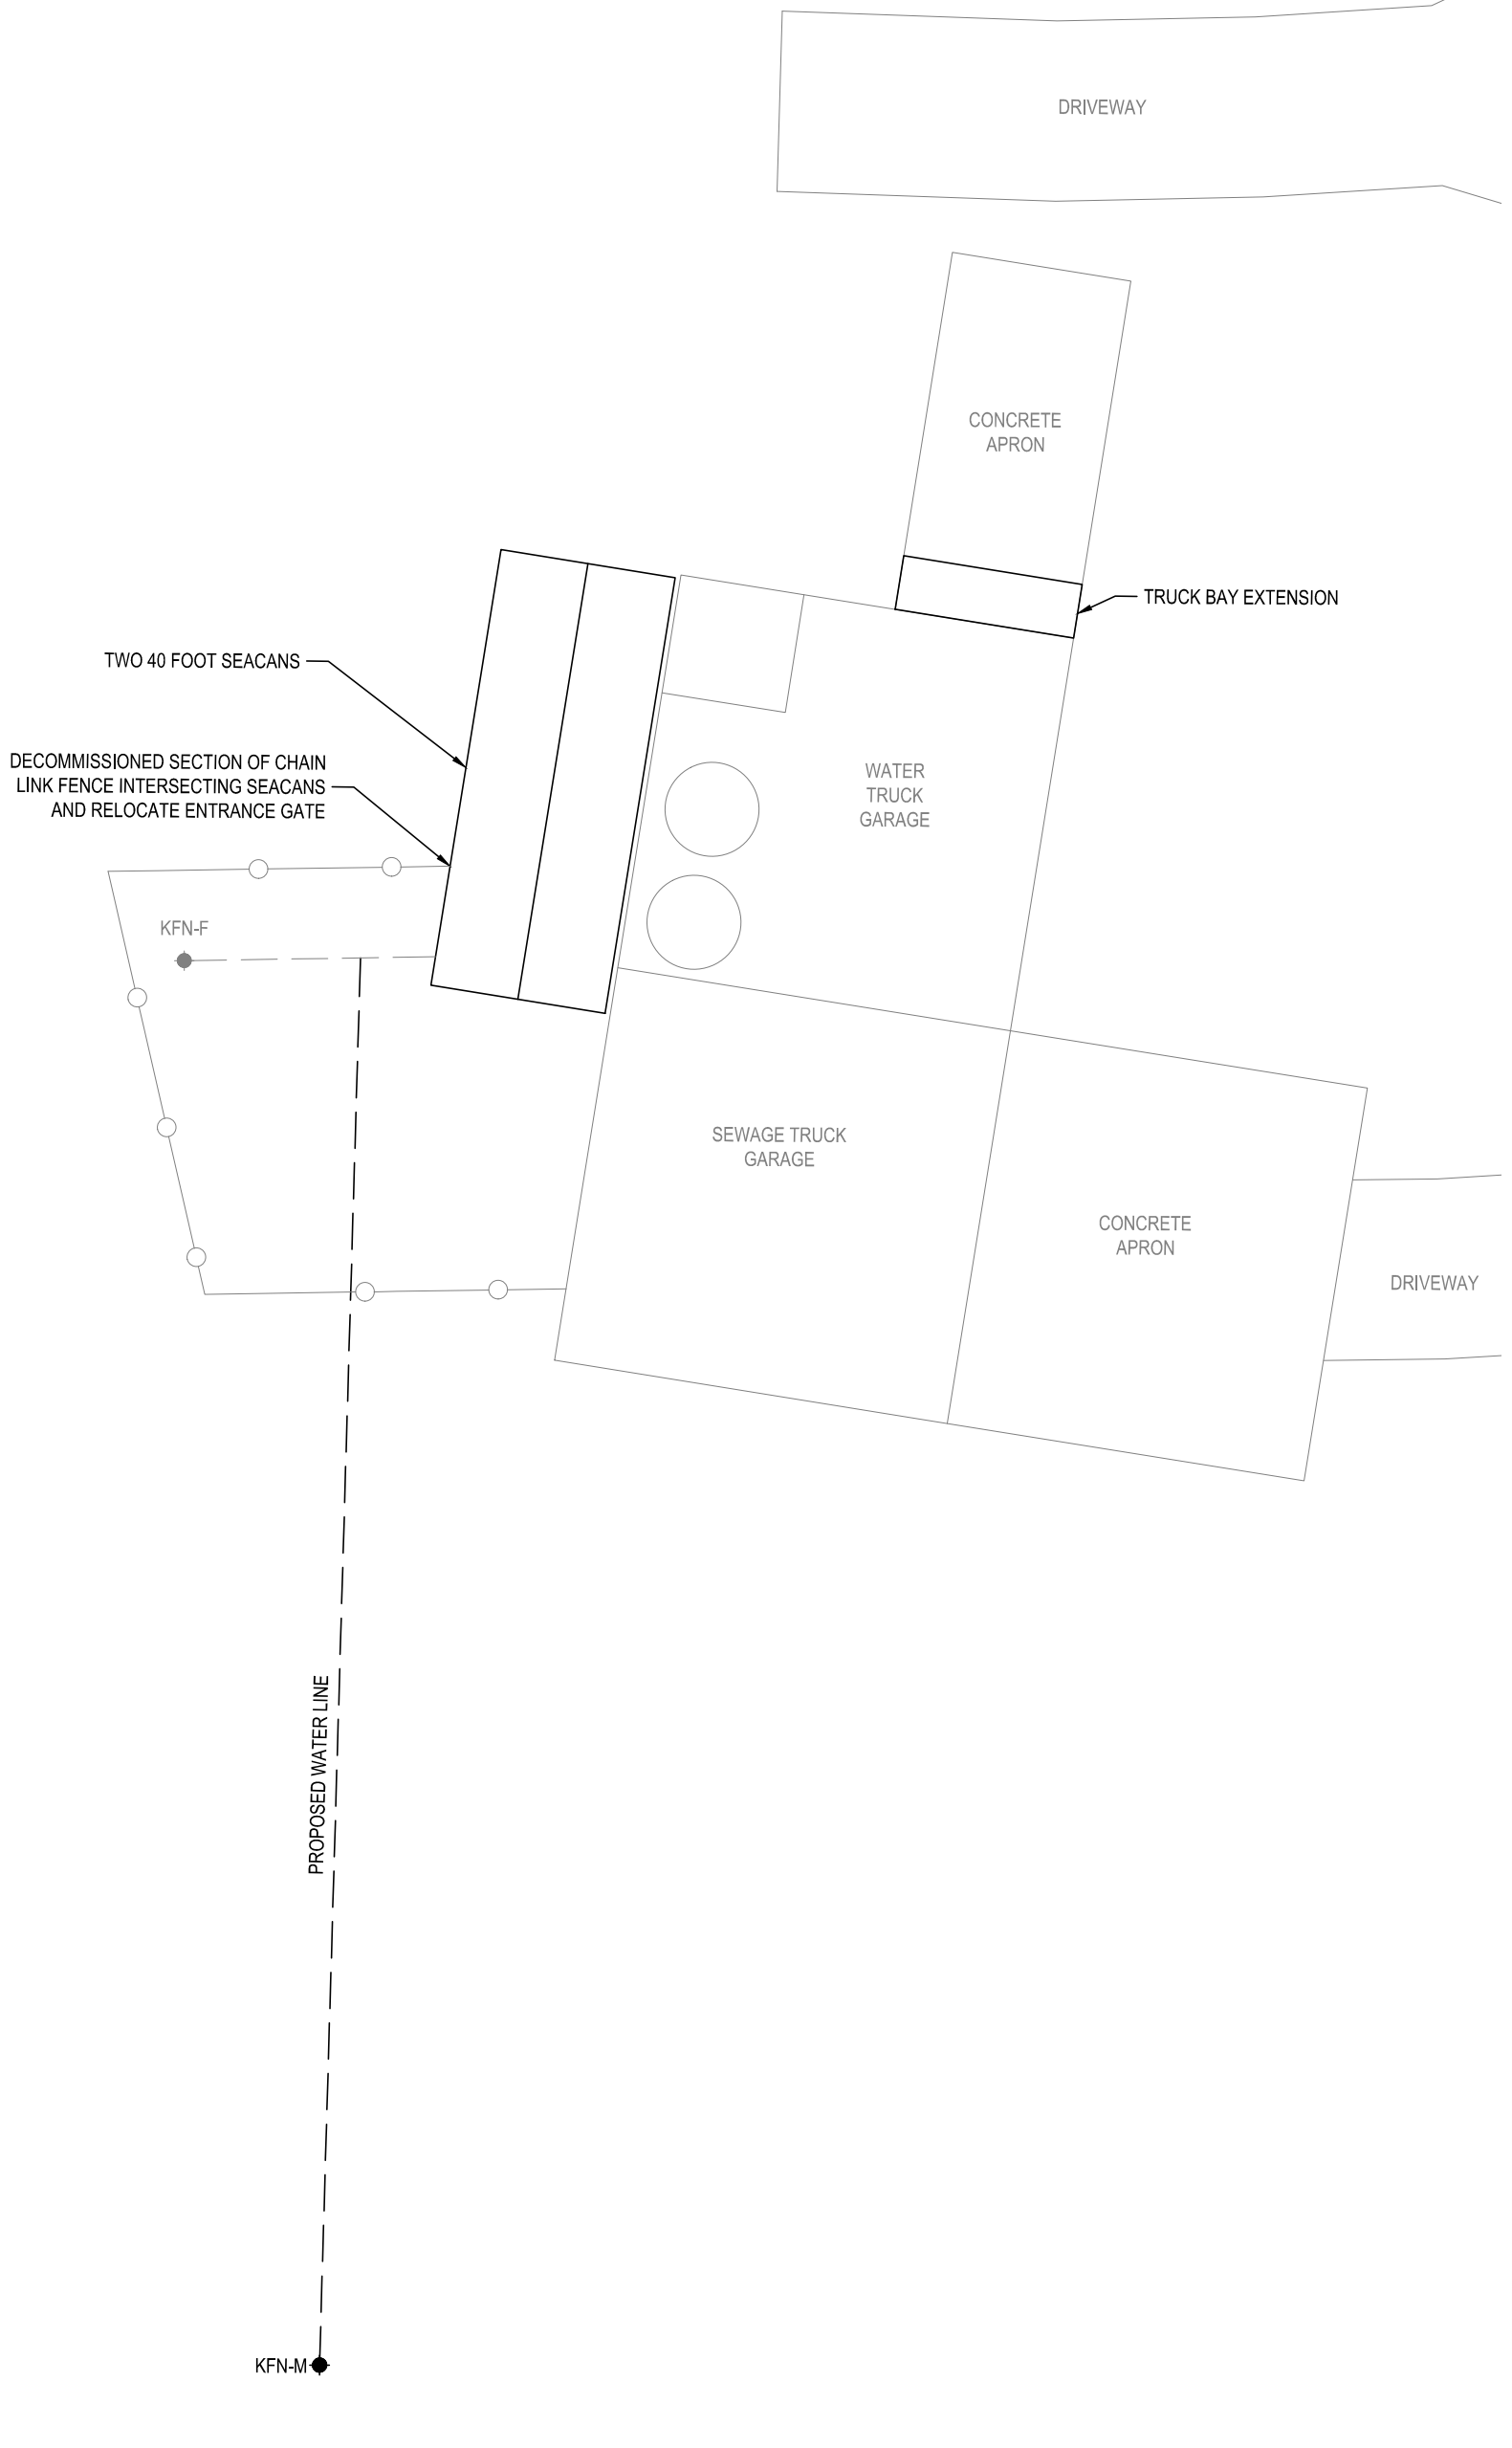 DRIVEWAY
CONCRETE
APRON
TRUCK BAY EXTENSION
TWO 40 FOOT SEACANS
DECOMMISSIONED SECTION OF CHAIN
LINK FENCE INTERSECTING SEACANS
AND RELOCATE ENTRANCE GATE
WATER
TRUCK
GARAGE
KFN-F
SEWAGE TRUCK
GARAGE
CONCRETE
APRON
DRIVEWAY
PROPOSED WATER LINE
KFN-M